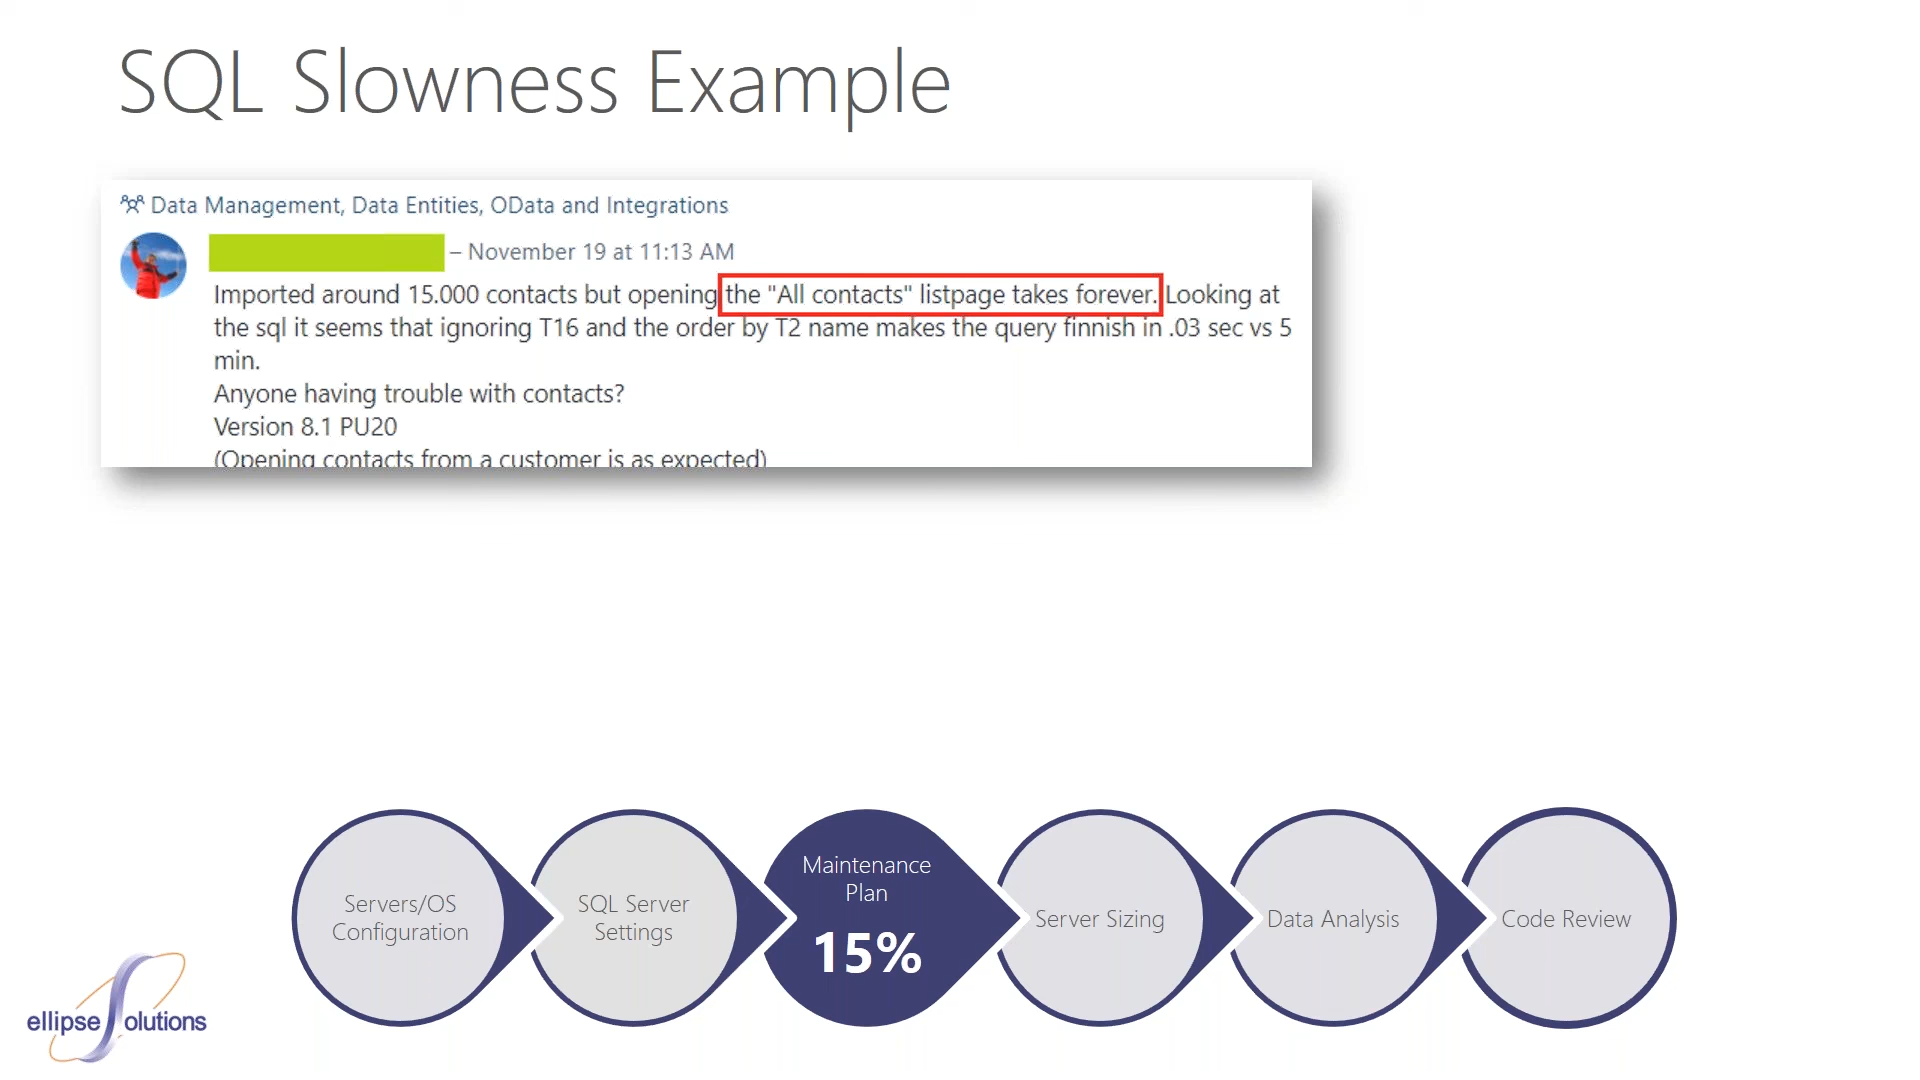 SQL Slowness Example
Data Management, Data Entities, OData and Integrations
– November 19 at 11:13 AM
Imported around 15.000 contacts but opening the "All contacts" listpage takes forever. Looking at
the sql it seems that ignoring T16 and the order by T2 name makes the query finnish in .03 sec vs 5
min.
Anyone having trouble with contacts?
Version 8.1 PU20
(Opening contacts from a customer is as expected)
Servers/OS
Configuration
SQL Server
Settings
Maintenance
Plan
15%
Server Sizing
Data Analysis
Code Review
ellipse Solutions